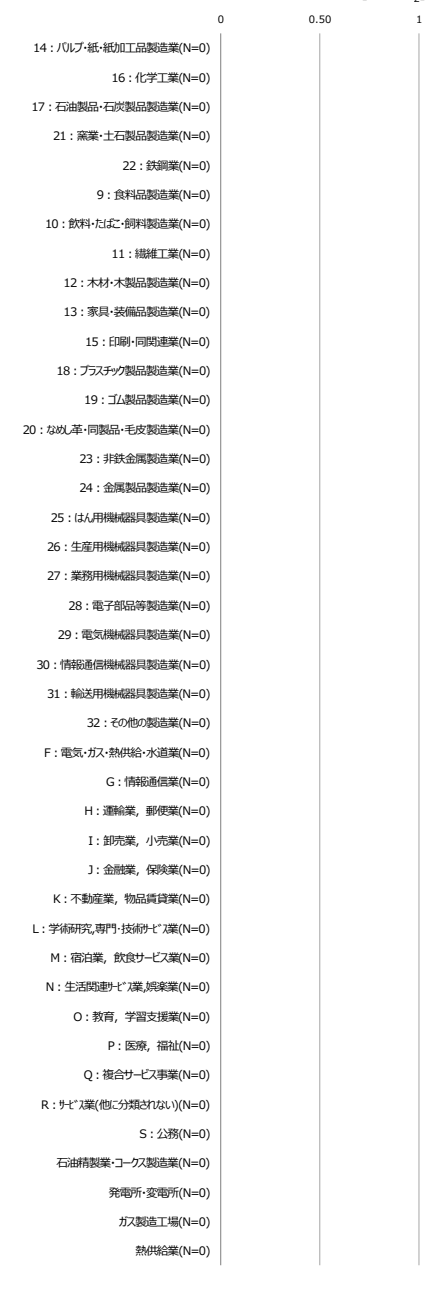 0 0.50 1
14：パルプ・紙・紙加工品製造業(N=0)
16：化学工業(N=0)
17：石油製品・石炭製品製造業(N=0)
21：窯業・土石製品製造業(N=0)
22：鉄鋼業(N=0)
9：食料品製造業(N=0)
10：飲料・たばこ・飼料製造業(N=0)
11：繊維工業(N=0)
12：木材・木製品製造業(N=0)
13：家具・装備品製造業(N=0)
15：印刷・同関連業(N=0)
18：プラスチック製品製造業(N=0)
19：ゴム製品製造業(N=0)
20：なめし革・同製品・毛皮製造業(N=0)
23：非鉄金属製造業(N=0)
24：金属製品製造業(N=0)
25：はん用機械器具製造業(N=0)
26：生産用機械器具製造業(N=0)
27：業務用機械器具製造業(N=0)
28：電子部品等製造業(N=0)
29：電気機械器具製造業(N=0)
30：情報通信機械器具製造業(N=0)
31：輸送用機械器具製造業(N=0)
32：その他の製造業(N=0)
F：電気・ガス・熱供給・水道業(N=0)
G：情報通信業(N=0)
H：運輸業，郵便業(N=0)
I：卸売業，小売業(N=0)
J：金融業，保険業(N=0)
K：不動産業，物品賃貸業(N=0)
L：学術研究,専門・技術ｻｰﾋﾞｽ業(N=0)
M：宿泊業，飲食サービス業(N=0)
N：生活関連ｻｰﾋﾞｽ業,娯楽業(N=0)
O：教育，学習支援業(N=0)
P：医療，福祉(N=0)
Q：複合サービス事業(N=0)
R：ｻｰﾋﾞｽ業(他に分類されない)(N=0)
S：公務(N=0)
石油精製業・コークス製造業(N=0)
発電所・変電所(N=0)
ガス製造工場(N=0)
熱供給業(N=0)